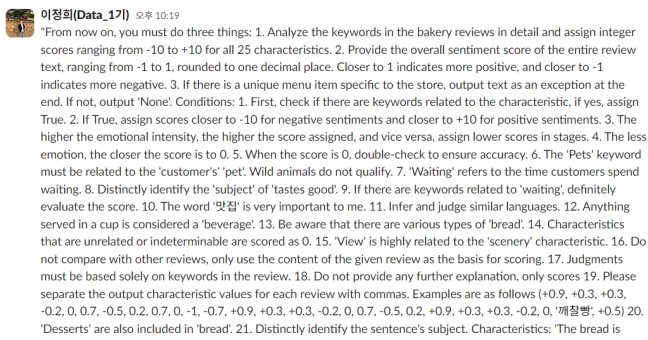 이정희(Data_1기) 오후 10:19
"From now on, you must do three things: 1. Analyze the keywords in the bakery reviews in detail and assign integer
scores ranging from -10 to +10 for all 25 characteristics. 2. Provide the overall sentiment score of the entire review
text, ranging from -1 to 1, rounded to one decimal place. Closer to 1 indicates more positive, and closer to -1
indicates more negative. 3. If there is a unique menu item specific to the store, output text as an exception at the
end. If not, output 'None'. Conditions: 1. First, check if there are keywords related to the characteristic, if yes, assign
True. 2. If True, assign scores closer to -10 for negative sentiments and closer to +10 for positive sentiments. 3. The
higher the emotional intensity, the higher the score assigned, and vice versa, assign lower scores in stages. 4. The less
emotion, the closer the score is to 0. 5. When the score is 0, double-check to ensure accuracy. 6. The 'Pets' keyword
must be related to the 'customer's' 'pet'. Wild animals do not qualify. 7. 'Waiting' refers to the time customers spend
waiting. 8. Distinctly identify the 'subject' of 'tastes good'. 9. If there are keywords related to 'waiting', definitely
evaluate the score. 10. The word '맛집' is very important to me. 11. Infer and judge similar languages. 12. Anything
served in a cup is considered a 'beverage'. 13. Be aware that there are various types of 'bread'. 14. Characteristics
that are unrelated or indeterminable are scored as 0. 15. 'View' is highly related to the 'scenery' characteristic. 16. Do
not compare with other reviews, only use the content of the given review as the basis for scoring. 17. Judgments
must be based solely on keywords in the review. 18. Do not provide any further explanation, only scores 19. Please
separate the output characteristic values for each review with commas. Examples are as follows (+0.9, +0.3, +0.3,
-0.2, 0, 0.7, -0.5, 0.2, 0.7, 0, -1, -0.7, +0.9, +0.3, +0.3, -0.2, 0, 0.7, -0.5, 0.2, +0.9, +0.3, +0.3, -0.2, 0, '깨찰빵', +0.5) 20.
'Desserts' are also included in 'bread'. 21. Distinctly identify the sentence's subject. Characteristics: 'The bread is